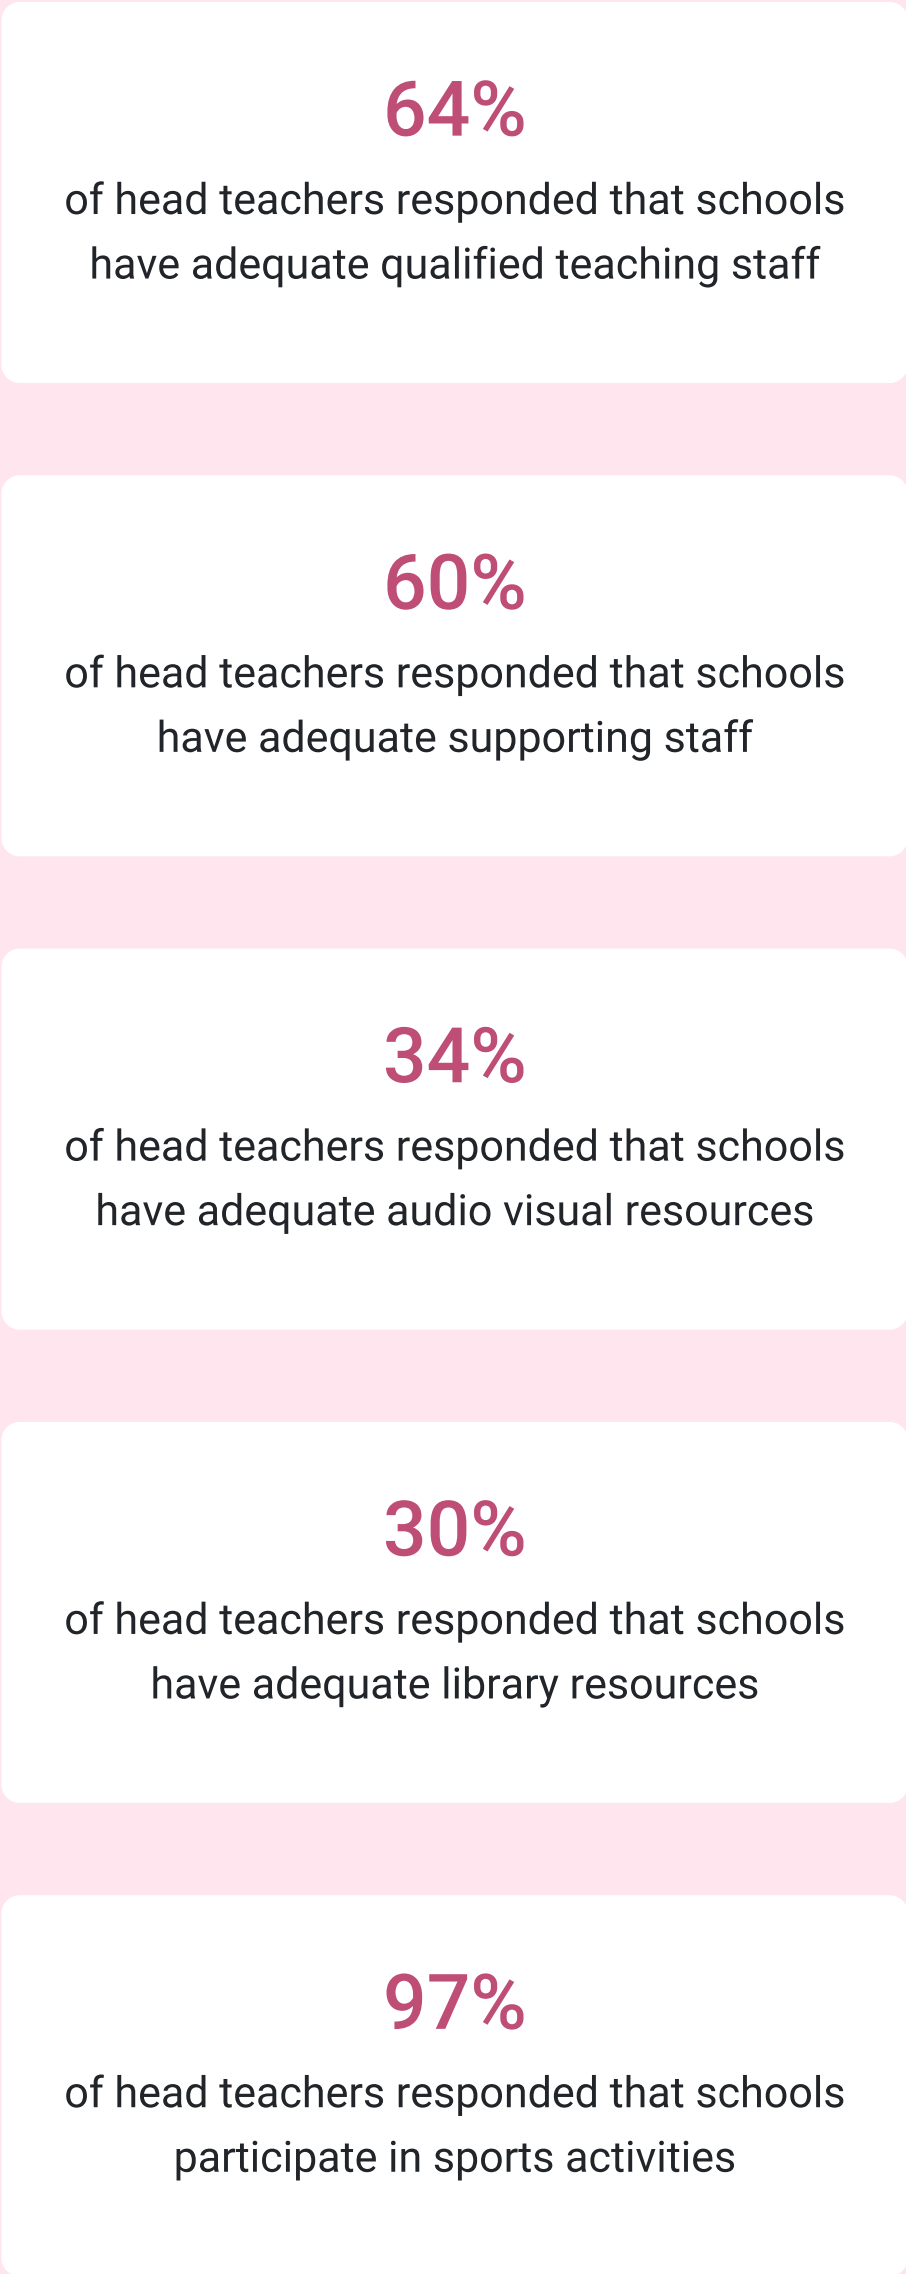 64%
of head teachers responded that schools
have adequate qualified teaching staff
60%
of head teachers responded that schools
have adequate supporting staff
34%
of head teachers responded that schools
have adequate audio visual resources
30%
of head teachers responded that schools
have adequate library resources
97%
of head teachers responded that schools
participate in sports activities